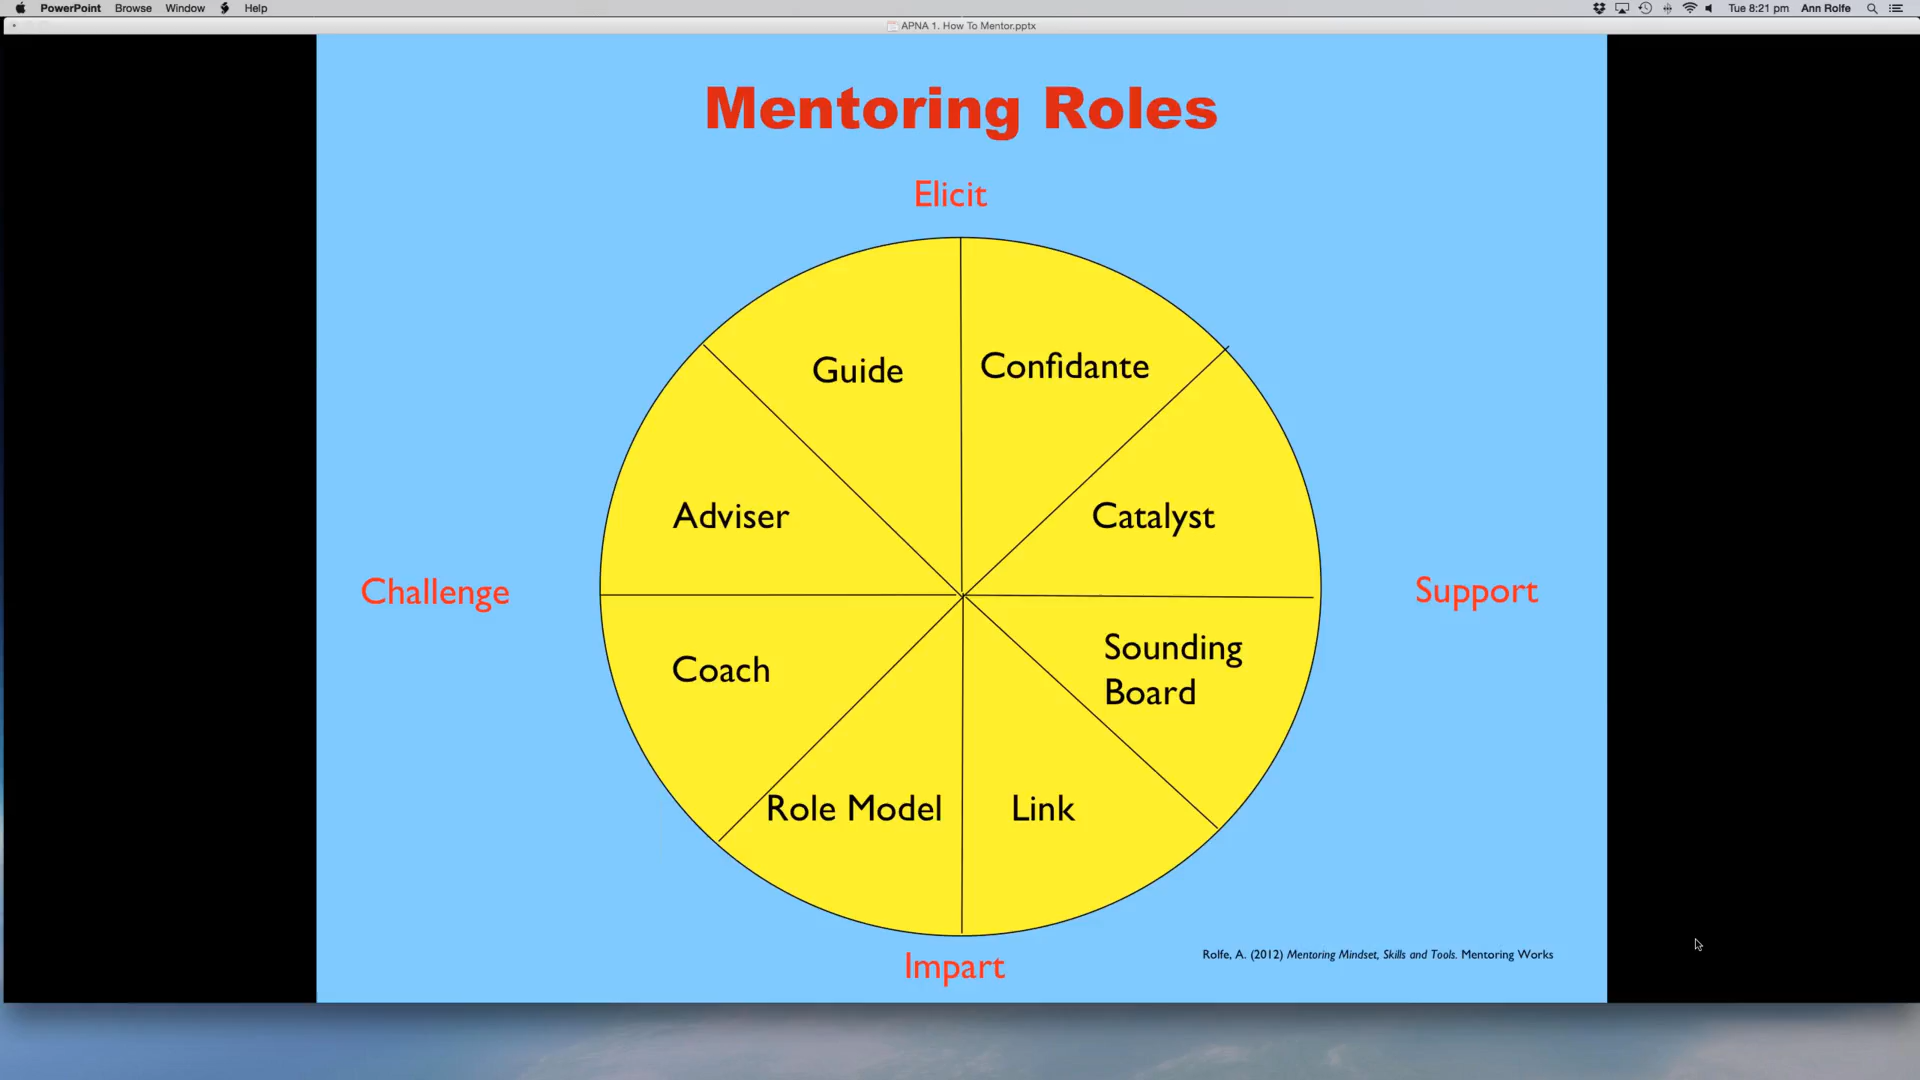 PowerPoint Browse Window Help Tue 8:21 pm Ann Rolfe
APNA 1. How To Mentor.pptx
Mentoring Roles
Elicit
Guide
Confidante
Adviser
Catalyst
Challenge
Support
Coach
Sounding
Board
Role Model
Link
Impart
Rolfe, A. (2012) Mentoring Mindset, Skills and Tools. Mentoring Works